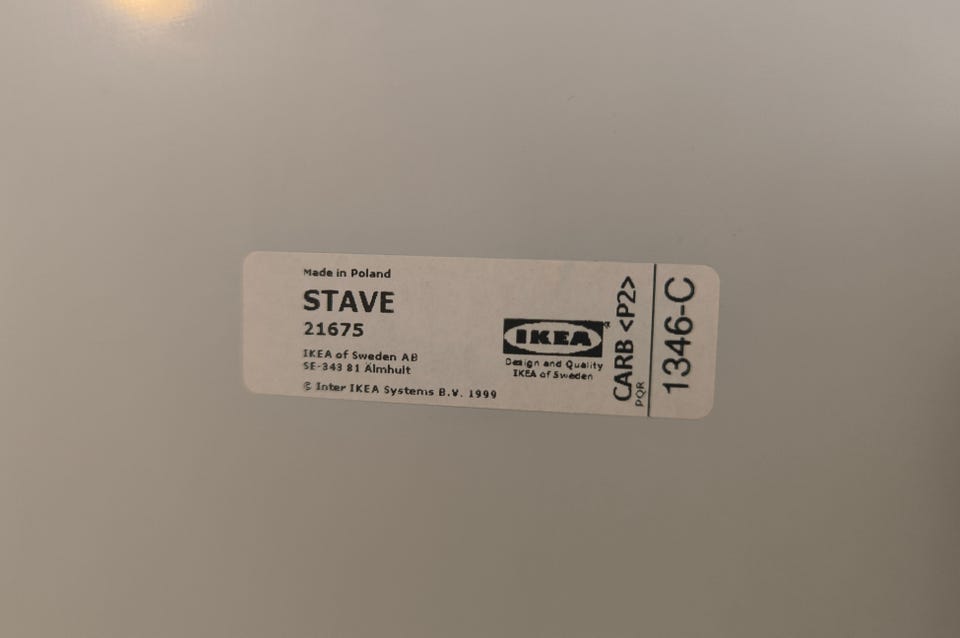 Made in Poland
STAVE
21675
IKEA of Sweden AB
SE-343 81 Älmhult
© Inter IKEA Systems B.V. 1999
IKEA®
Design and Quality
IKEA of Sweden
CARB <P2>
PQR
1346-C